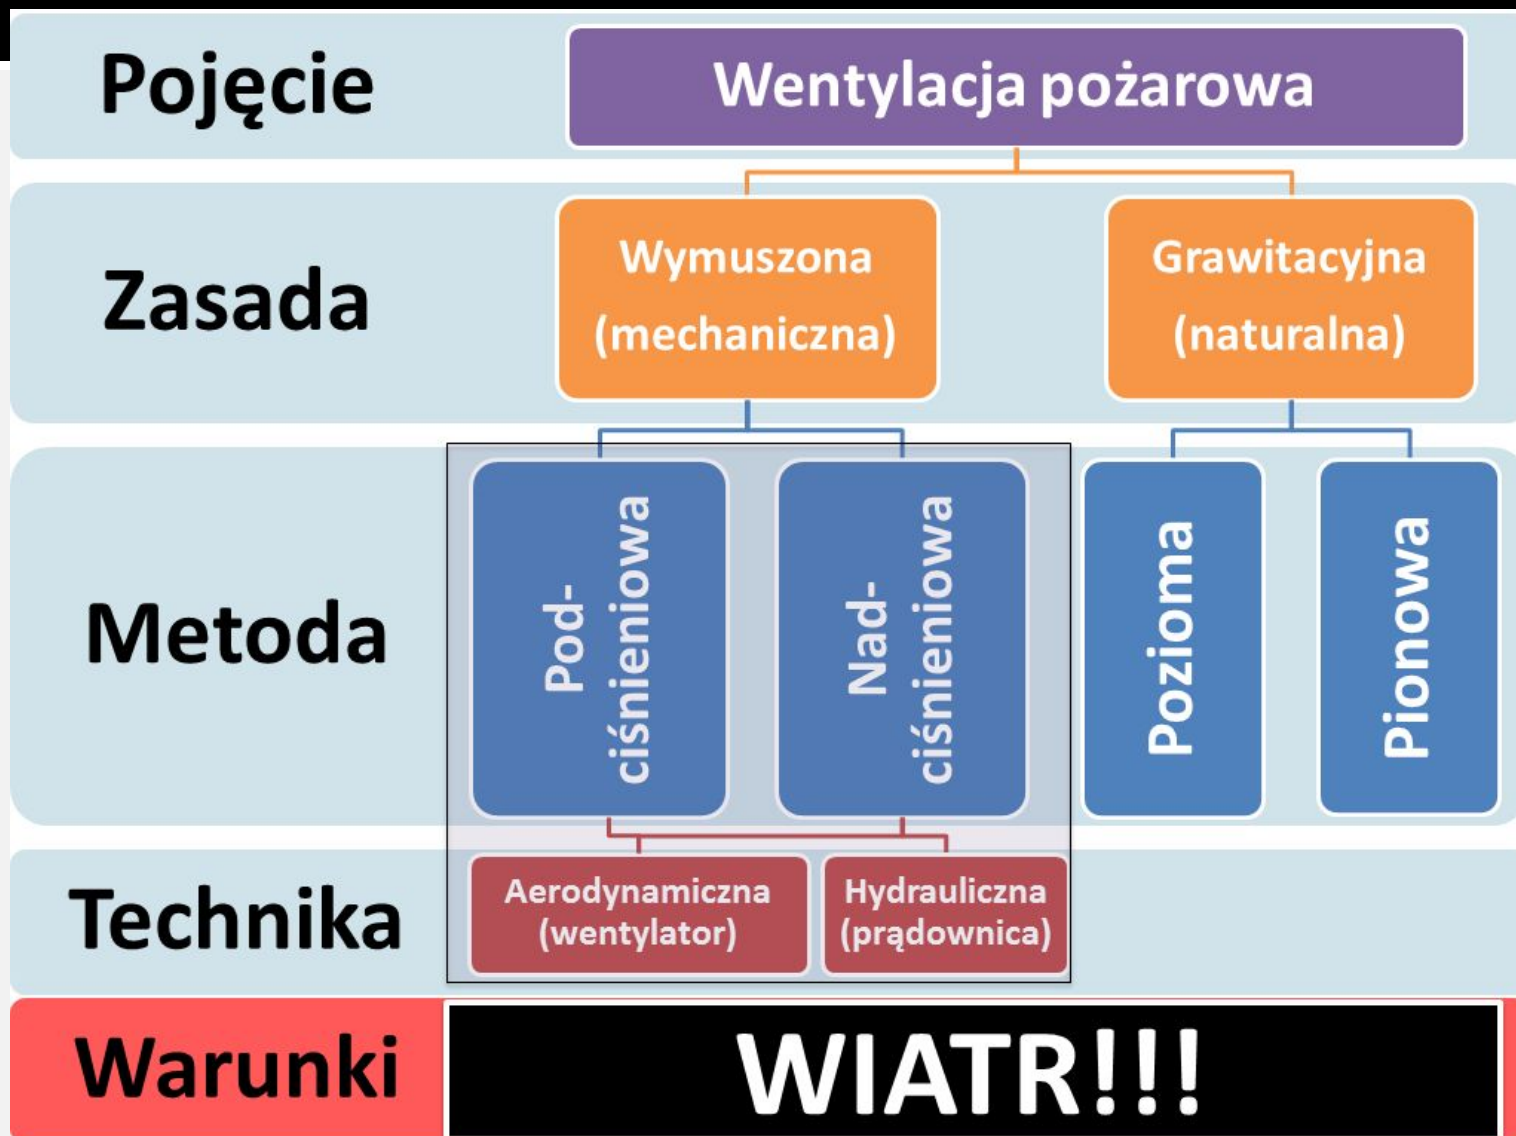 Pojęcie
Wentylacja pożarowa
Zasada
Wymuszona
(mechaniczna)
Grawitacyjna
(naturalna)
Metoda
Pod-
ciśnieniowa
Nad-
ciśnieniowa
Pozioma
Pionowa
Technika
Aerodynamiczna
(wentylator)
Hydrauliczna
(prądownica)
Warunki
WIATR!!!